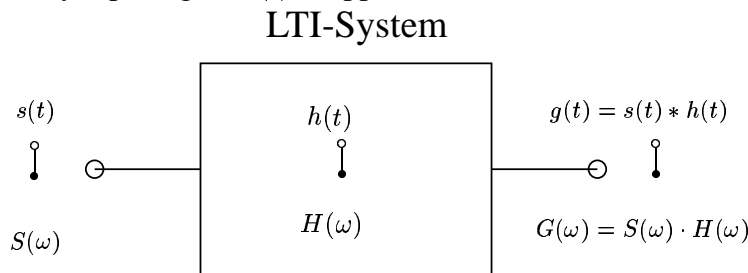 LTI-System
s(t)
h(t)
g(t) = s(t) * h(t)
S(ω)
H(ω)
G(ω) = S(ω) · H(ω)